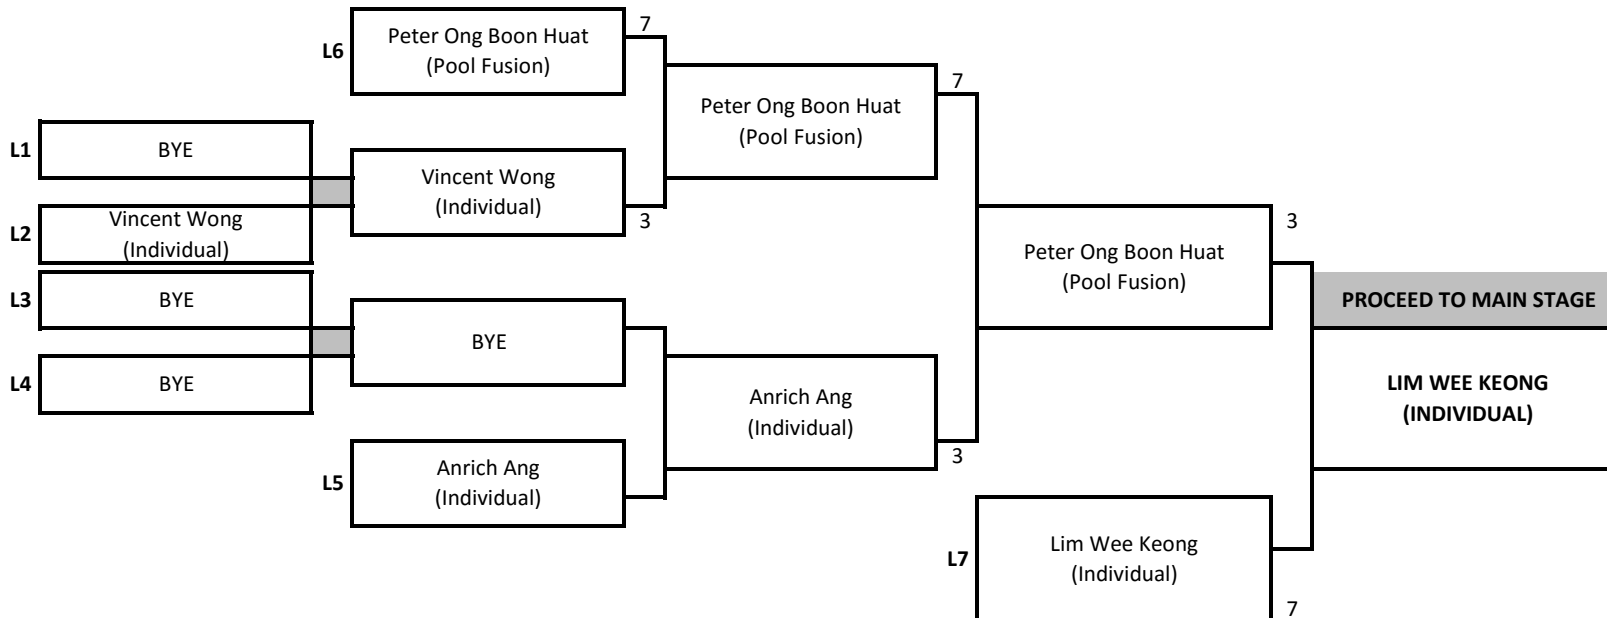 7
L6
Peter Ong Boon Huat
(Pool Fusion)
7
Peter Ong Boon Huat
(Pool Fusion)
L1
BYE
Vincent Wong
(Individual)
3
L2
Vincent Wong
(Individual)
3
Peter Ong Boon Huat
(Pool Fusion)
L3
BYE
PROCEED TO MAIN STAGE
BYE
L4
BYE
LIM WEE KEONG
(INDIVIDUAL)
Anrich Ang
(Individual)
3
L5
Anrich Ang
(Individual)
L7
Lim Wee Keong
(Individual)
7